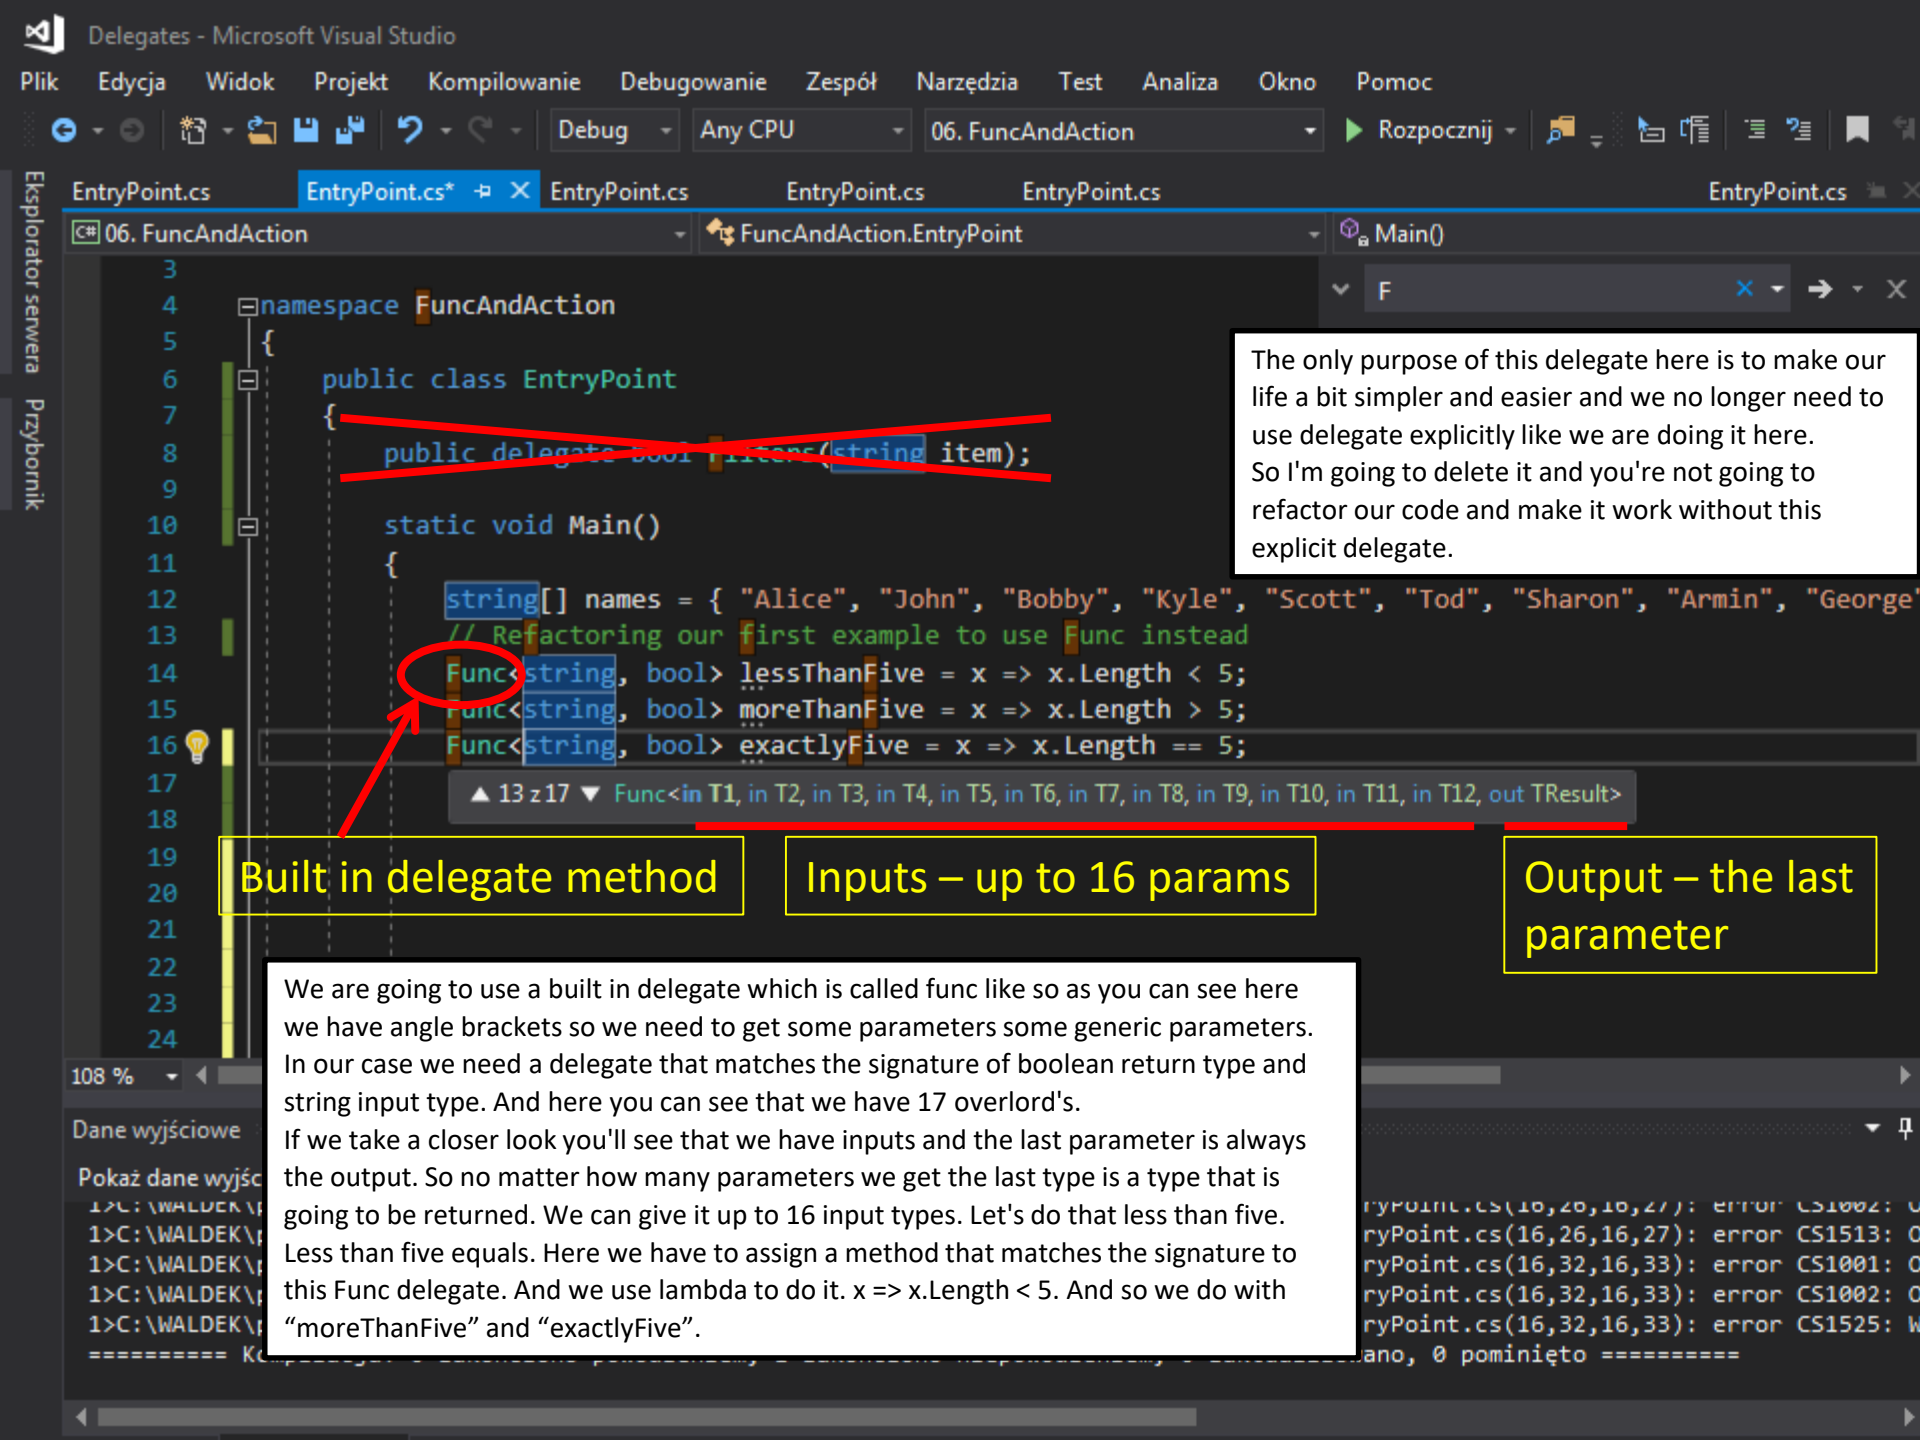 Delegates - Microsoft Visual Studio
Plik Edycja Widok Projekt Kompilowanie Debugowanie Zespół Narzędzia Test Analiza Okno Pomoc
Debug Any CPU 06. FuncAndAction Rozpocznij
Eksplorator serwera
Przybornik
EntryPoint.cs EntryPoint.cs* EntryPoint.cs EntryPoint.cs EntryPoint.cs EntryPoint.cs
C# 06. FuncAndAction FuncAndAction.EntryPoint Main()
F
3
4 namespace FuncAndAction
5 {
6 public class EntryPoint
7 {
8 public delegate bool Filters(string item);
9
10 static void Main()
11 {
12 string[] names = { "Alice", "John", "Bobby", "Kyle", "Scott", "Tod", "Sharon", "Armin", "George"
13 // Refactoring our first example to use Func instead
14 Func<string, bool> lessThanFive = x => x.Length < 5;
15 Func<string, bool> moreThanFive = x => x.Length > 5;
16 Func<string, bool> exactlyFive = x => x.Length == 5;
17
▲ 13 z 17 ▼ Func<in T1, in T2, in T3, in T4, in T5, in T6, in T7, in T8, in T9, in T10, in T11, in T12, out TResult>
18
19
20
21
22
23
24
The only purpose of this delegate here is to make our
life a bit simpler and easier and we no longer need to
use delegate explicitly like we are doing it here.
So I'm going to delete it and you're not going to
refactor our code and make it work without this
explicit delegate.
Built in delegate method
Inputs – up to 16 params
Output – the last
parameter
We are going to use a built in delegate which is called func like so as you can see here
we have angle brackets so we need to get some parameters some generic parameters.
In our case we need a delegate that matches the signature of boolean return type and
string input type. And here you can see that we have 17 overlord's.
If we take a closer look you'll see that we have inputs and the last parameter is always
the output. So no matter how many parameters we get the last type is a type that is
going to be returned. We can give it up to 16 input types. Let's do that less than five.
Less than five equals. Here we have to assign a method that matches the signature to
this Func delegate. And we use lambda to do it. x => x.Length < 5. And so we do with
“moreThanFive” and “exactlyFive”.
108 %
Dane wyjściowe
Pokaż dane wyjśc
1>C:\WALDEK\ ryPoint.cs(16,26,16,27): error CS1002: O
1>C:\WALDEK\ ryPoint.cs(16,26,16,27): error CS1513: O
1>C:\WALDEK\ ryPoint.cs(16,32,16,33): error CS1001: O
1>C:\WALDEK\ ryPoint.cs(16,32,16,33): error CS1002: O
1>C:\WALDEK\ ryPoint.cs(16,32,16,33): error CS1525: W
========== ano, 0 pominięto ==========